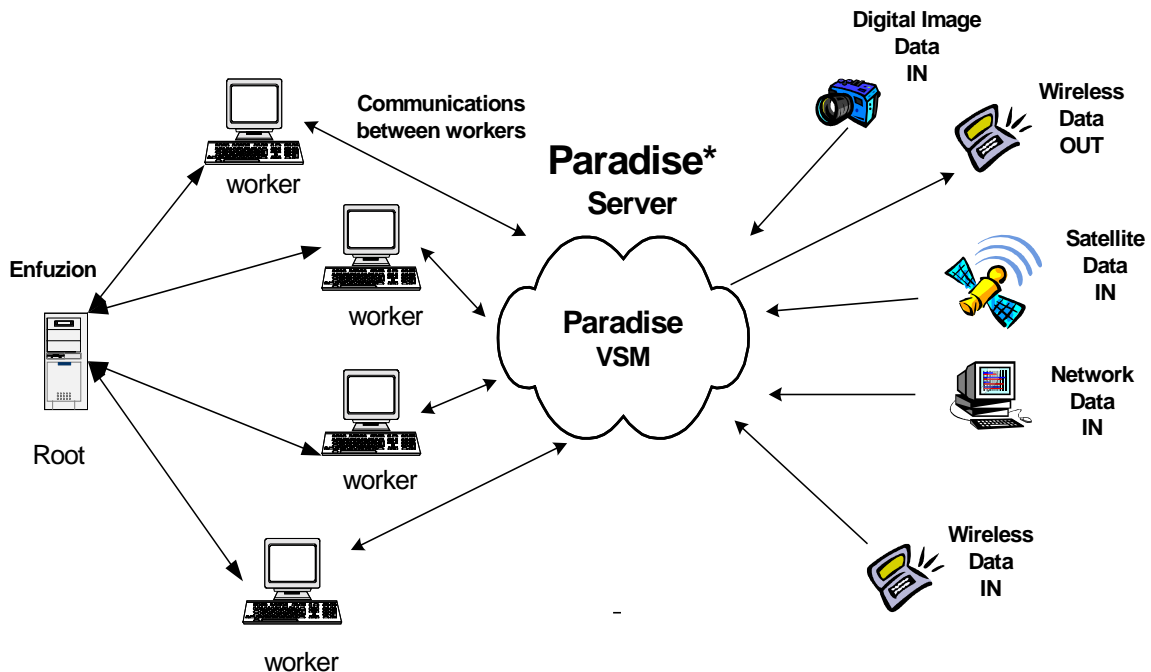 Digital Image
Data
IN
Wireless
Data
OUT
Communications
between workers
Paradise*
Server
worker
Satellite
Data
IN
Enfuzion
worker
Paradise
VSM
Network
Data
IN
Root
worker
Wireless
Data
IN
worker